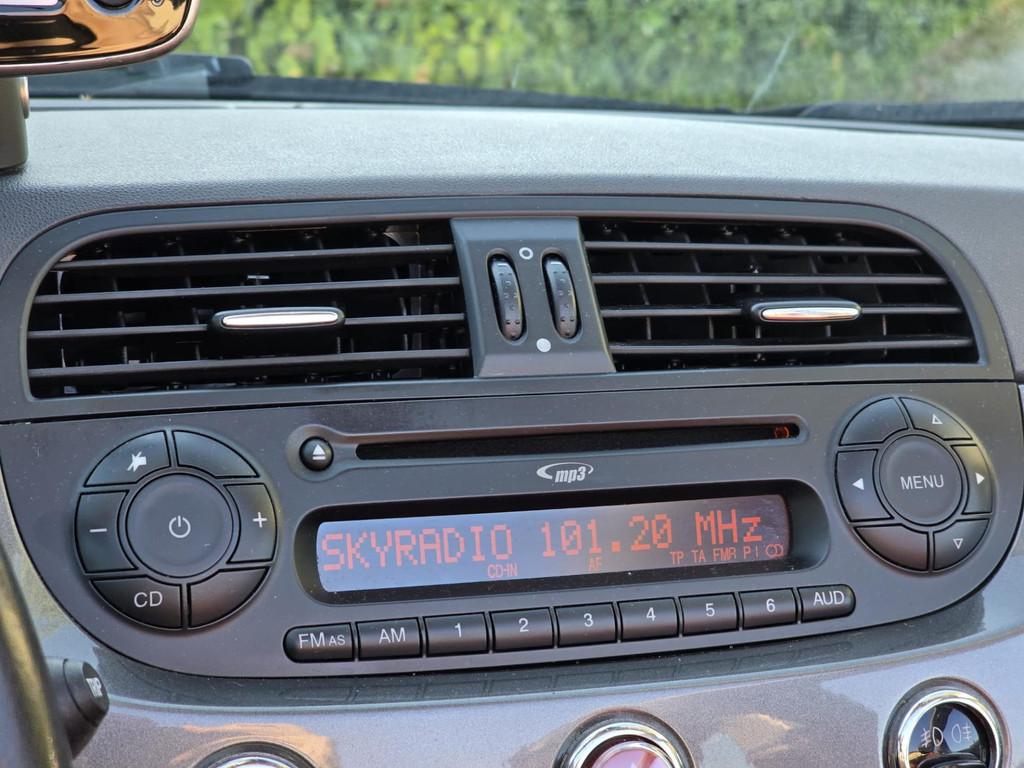 mp3
MENU
SKYRADIO 101.20 MHz
CD-IN AF TP TA FMR P! CD
CD
FM AS AM 1 2 3 4 5 6 AUD
TRIP